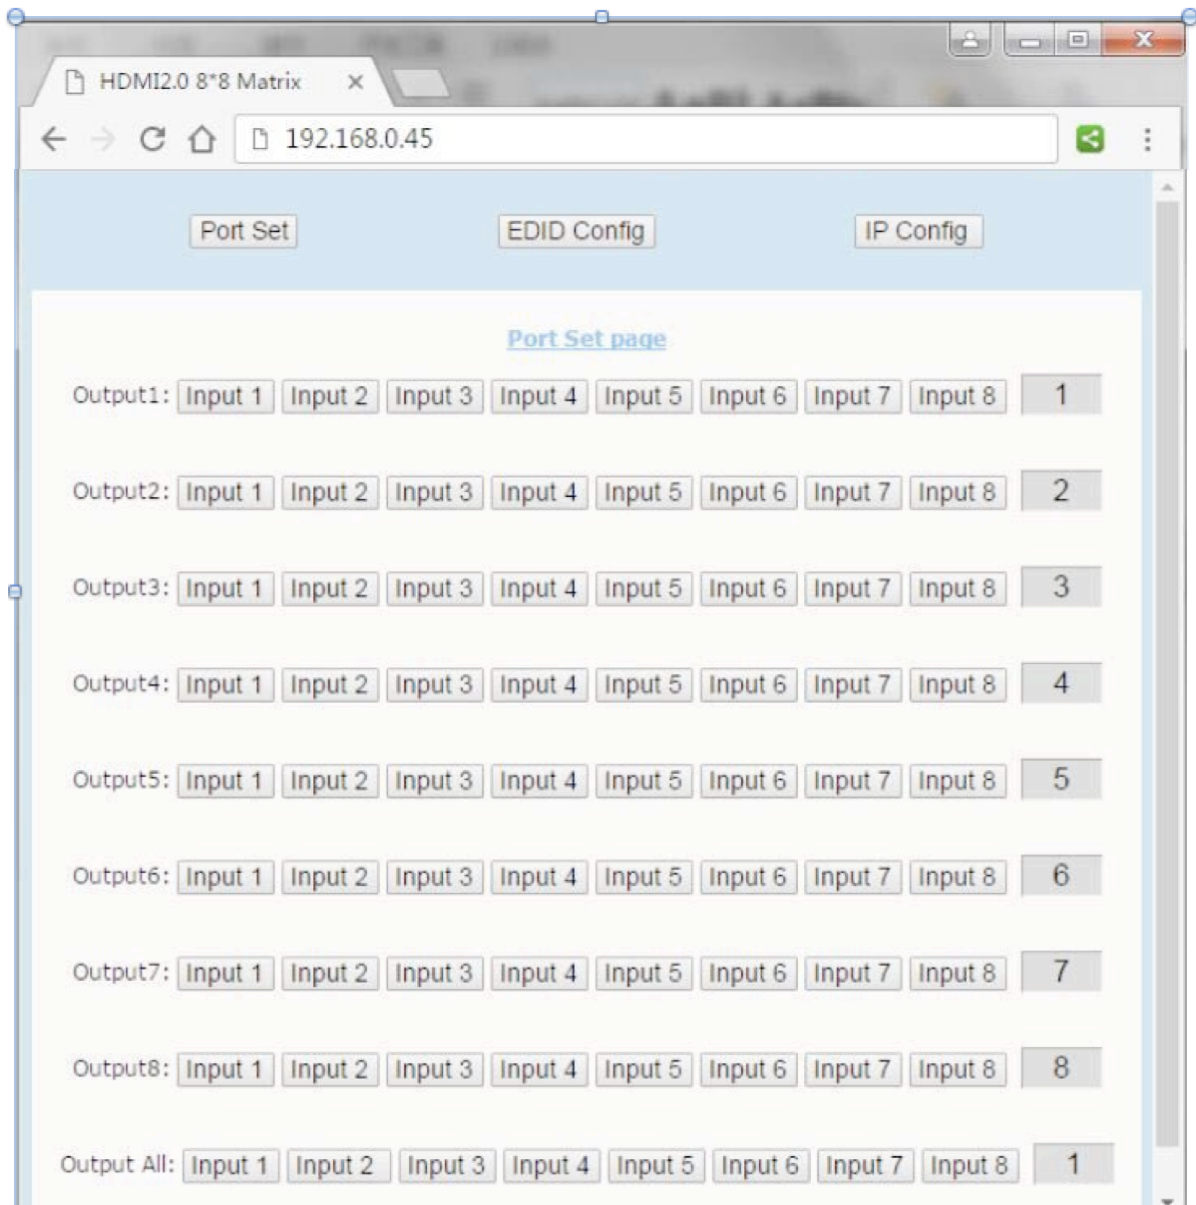 HDMI2.0 8*8 Matrix
192.168.0.45
Port Set EDID Config IP Config
Port Set page
Output1: Input 1 Input 2 Input 3 Input 4 Input 5 Input 6 Input 7 Input 8 1
Output2: Input 1 Input 2 Input 3 Input 4 Input 5 Input 6 Input 7 Input 8 2
Output3: Input 1 Input 2 Input 3 Input 4 Input 5 Input 6 Input 7 Input 8 3
Output4: Input 1 Input 2 Input 3 Input 4 Input 5 Input 6 Input 7 Input 8 4
Output5: Input 1 Input 2 Input 3 Input 4 Input 5 Input 6 Input 7 Input 8 5
Output6: Input 1 Input 2 Input 3 Input 4 Input 5 Input 6 Input 7 Input 8 6
Output7: Input 1 Input 2 Input 3 Input 4 Input 5 Input 6 Input 7 Input 8 7
Output8: Input 1 Input 2 Input 3 Input 4 Input 5 Input 6 Input 7 Input 8 8
Output All: Input 1 Input 2 Input 3 Input 4 Input 5 Input 6 Input 7 Input 8 1